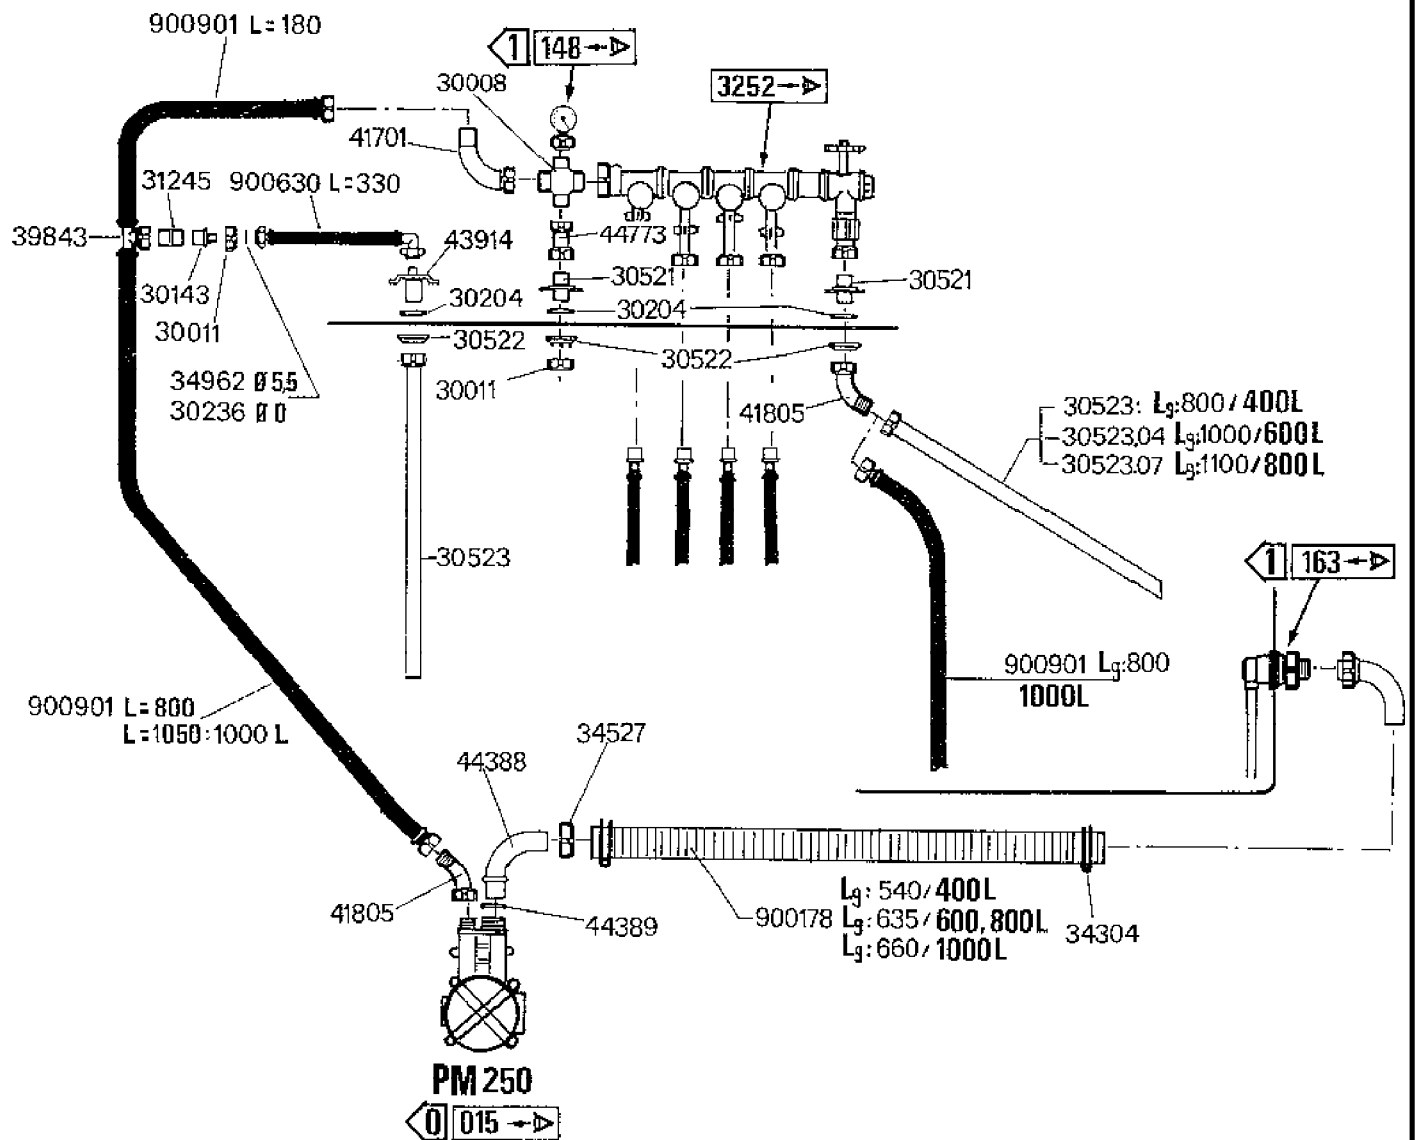 900901 L=180
1 148
30008
3252
41701
31245 900630 L=330
39843
43914
44773
30521
30521
30143
30204
30204
30011
30522
30522
34962 Ø 5,5
30011
30236 Ø 0
41805
30523: Lg:800/400L
30523.04 Lg:1000/600L
30523.07 Lg:1100/800L
30523
1 163
900901 Lg:800
1000L
900901 L=800
L=1050:1000 L
34527
44388
41805
44389
900178
Lg: 540/400L
Lg: 635/600, 800L
Lg: 660/1000L
34304
PM 250
0 015